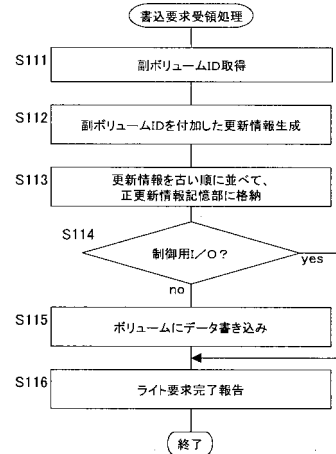 書込要求受領処理
S111
副ボリュームID取得
S112
副ボリュームIDを付加した更新情報生成
S113
更新情報を古い順に並べて、
正更新情報記憶部に格納
S114
制御用I/O?
yes
no
S115
ボリュームにデータ書き込み
S116
ライト要求完了報告
終了